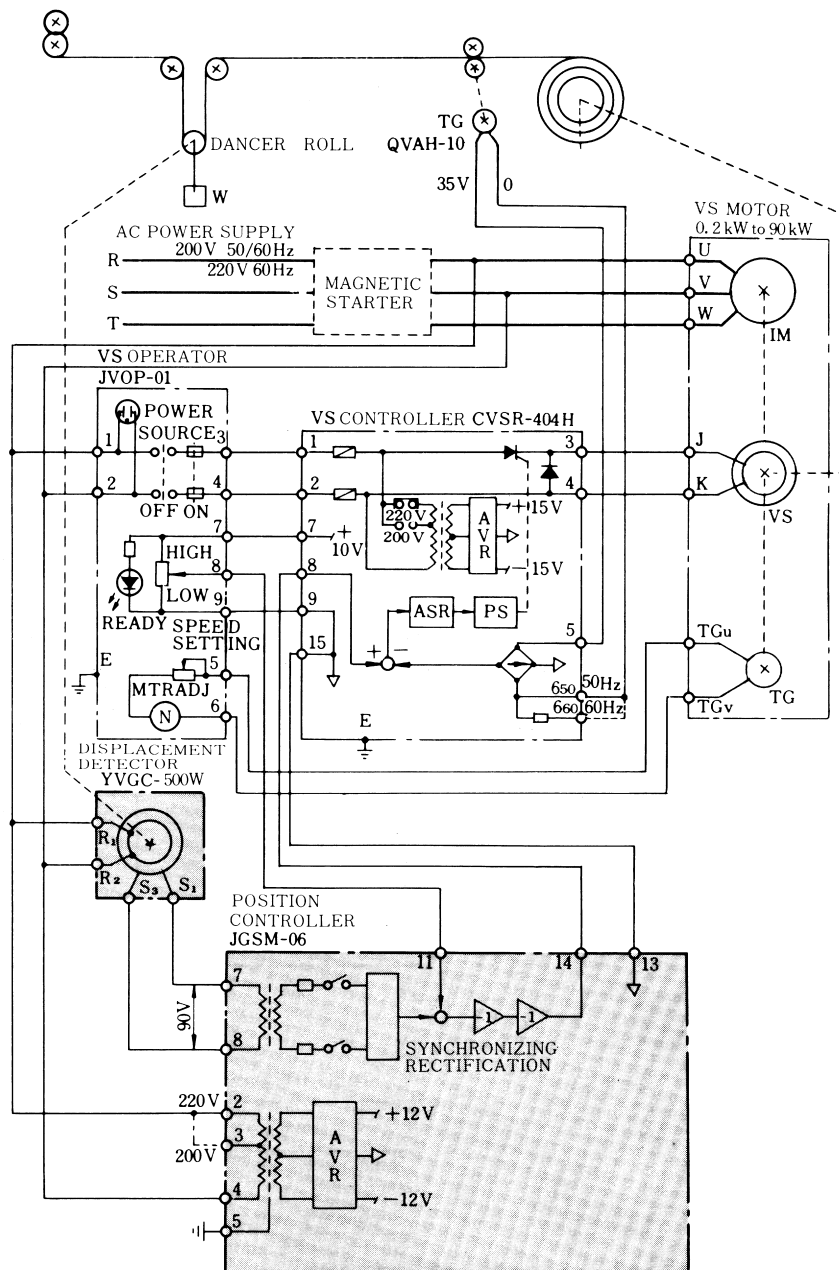 TG
QVAH-10
1
DANCER ROLL
35V
0
W
VS MOTOR
0.2kW to 90kW
AC POWER SUPPLY
200V 50/60Hz
220V 60Hz
R
S
T
MAGNETIC
STARTER
U
V
W
IM
VS OPERATOR
JVOP-01
POWER
SOURCE
1
3
2
4
OFF ON
7
HIGH
8
LOW
9
READY
SPEED
SETTING
E
5
MTRADJ
N
6
VS CONTROLLER CVSR-404H
1
3
2
4
220V
200V
A
V
R
+15V
-15V
7
+
10V
8
9
ASR
PS
15
+
-
5
650
50Hz
660
60Hz
E
J
K
VS
TGu
TGv
TG
DISPLACEMENT
DETECTOR
YVGC-500W
R1
R2
S3
S1
POSITION
CONTROLLER
JGSM-06
11
14
13
7
90V
8
-1
-1
SYNCHRONIZING
RECTIFICATION
220V
2
3
200V
4
5
A
V
R
+12V
-12V